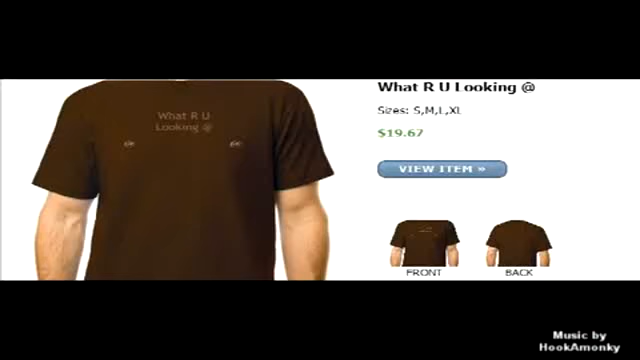 What R U
Looking @
What R U Looking @
Sizes: S,M,L,XL
$19.67
VIEW ITEM »
FRONT
BACK
Music by
HookAmonky